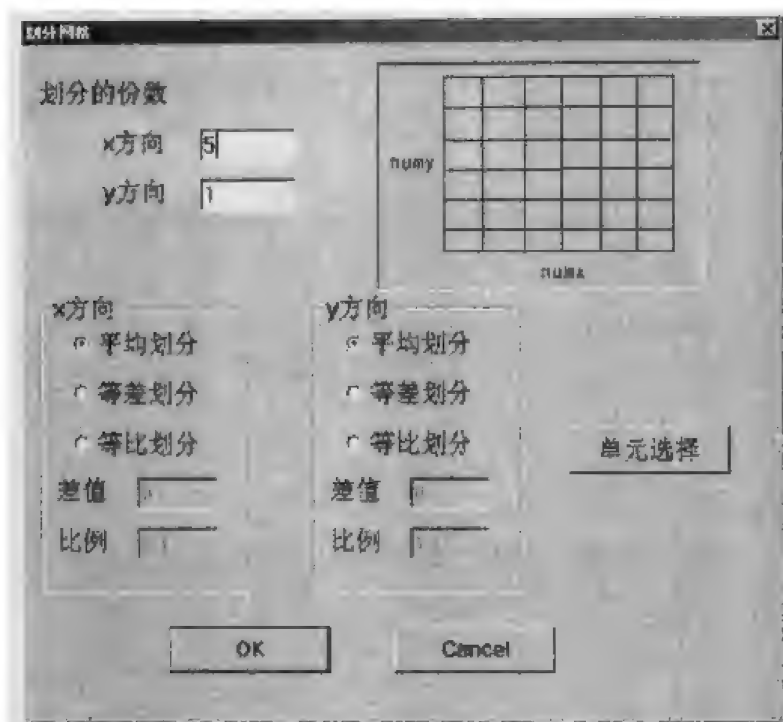 划分网格
划分的份数
x方向 5
y方向 1
numy
numx
x方向
平均划分
等差划分
等比划分
差值
比例
y方向
平均划分
等差划分
等比划分
差值
比例
单元选择
OK
Cancel